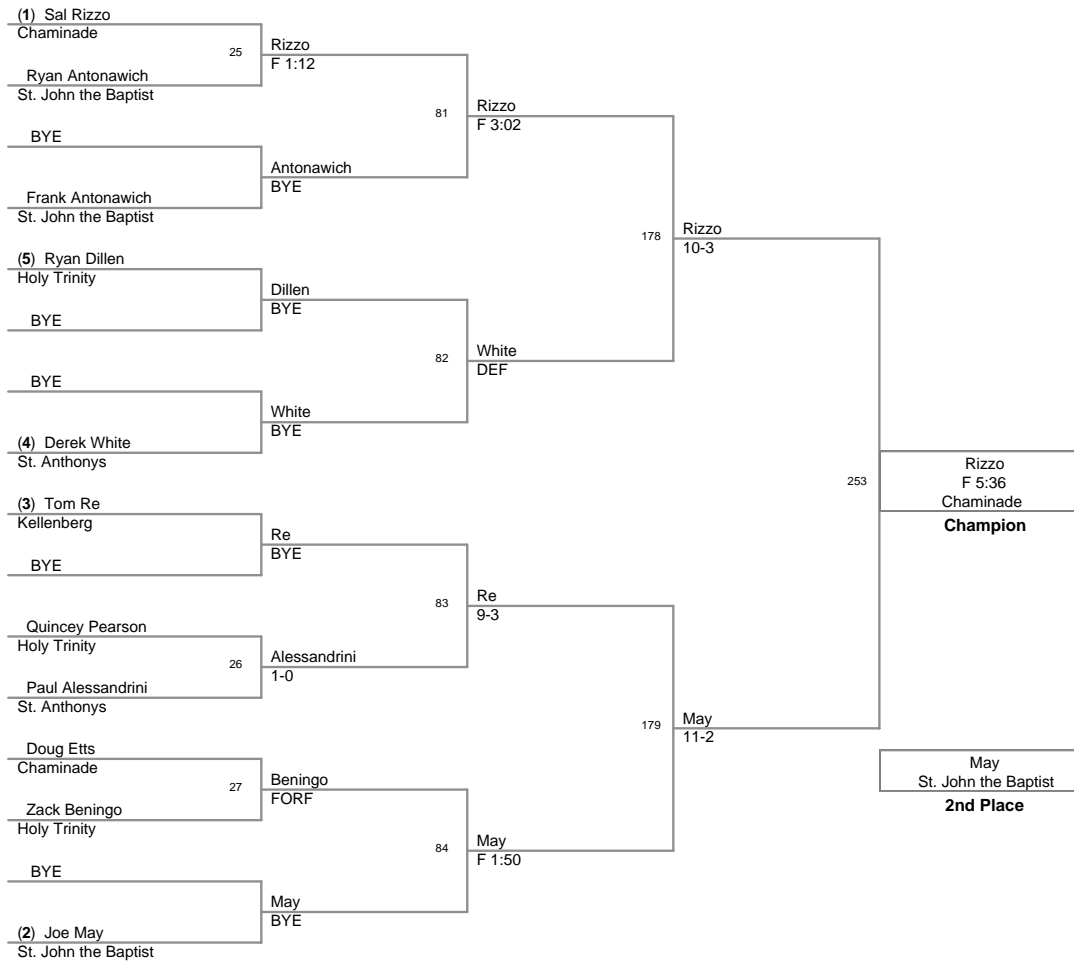 (1) Sal Rizzo
Chaminade
25
Ryan Antonawich
St. John the Baptist
BYE
Frank Antonawich
St. John the Baptist
(5) Ryan Dillen
Holy Trinity
BYE
BYE
(4) Derek White
St. Anthonys
(3) Tom Re
Kellenberg
BYE
Quincey Pearson
Holy Trinity
26
Paul Alessandrini
St. Anthonys
Doug Etts
Chaminade
27
Zack Beningo
Holy Trinity
BYE
(2) Joe May
St. John the Baptist
Rizzo
F 1:12
81
Antonawich
BYE
Dillen
BYE
82
White
BYE
Re
BYE
83
Alessandrini
1-0
Beningo
FORF
84
May
BYE
Rizzo
F 3:02
178
White
DEF
Re
9-3
179
May
F 1:50
Rizzo
10-3
253
May
11-2
Rizzo
F 5:36
Chaminade
Champion
May
St. John the Baptist
2nd Place